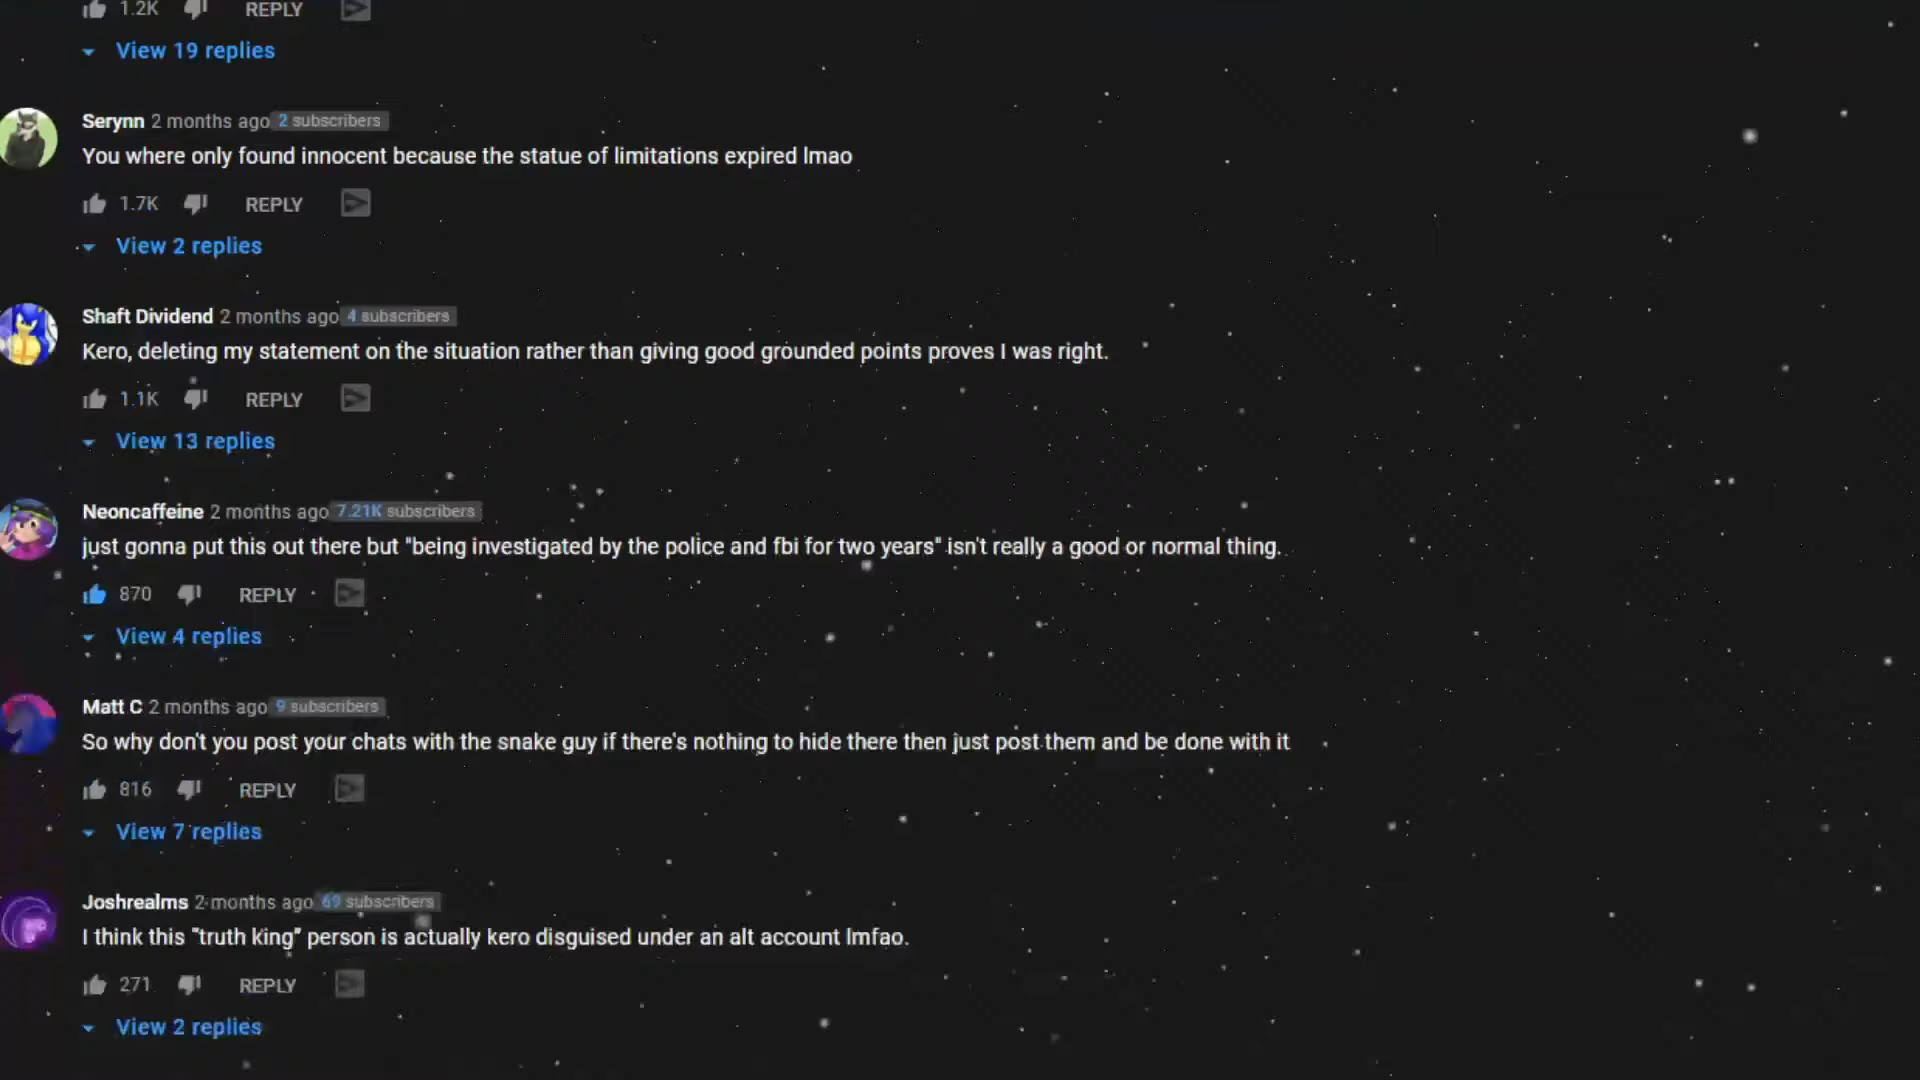 1.2K REPLY
View 19 replies
Serynn 2 months ago 2 subscribers
You where only found innocent because the statue of limitations expired lmao
1.7K REPLY
View 2 replies
Shaft Dividend 2 months ago 4 subscribers
Kero, deleting my statement on the situation rather than giving good grounded points proves I was right.
1.1K REPLY
View 13 replies
Neoncaffeine 2 months ago 7.21K subscribers
just gonna put this out there but "being investigated by the police and fbi for two years" isn't really a good or normal thing.
870 REPLY
View 4 replies
Matt C 2 months ago 9 subscribers
So why don't you post your chats with the snake guy if there's nothing to hide there then just post them and be done with it
816 REPLY
View 7 replies
Joshrealms 2 months ago 69 subscribers
I think this "truth king" person is actually kero disguised under an alt account lmfao.
271 REPLY
View 2 replies